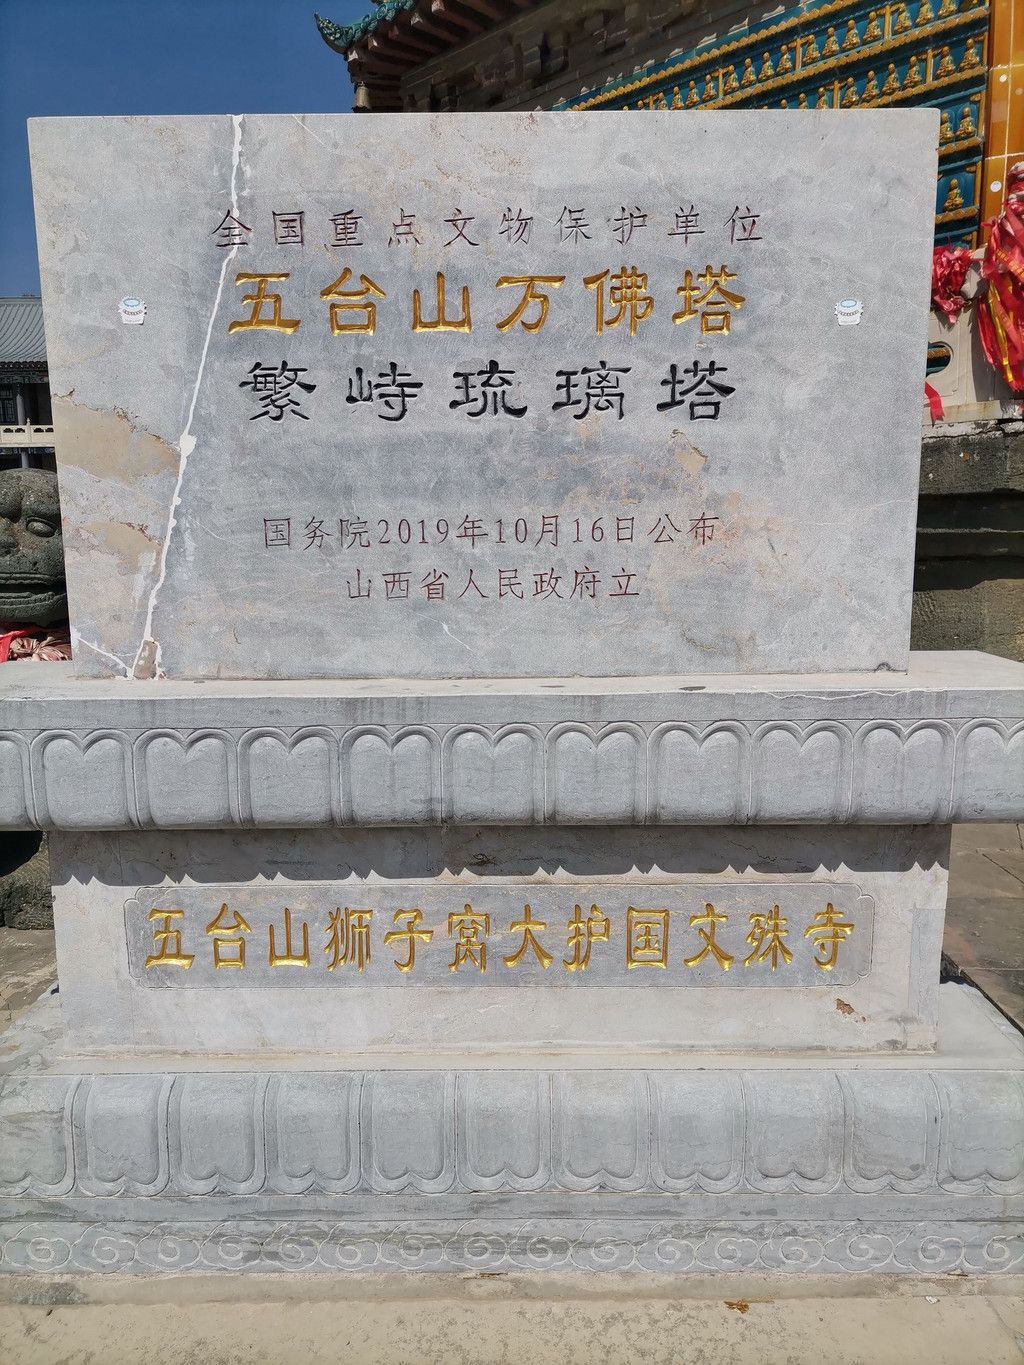 全国重点文物保护单位
五台山万佛塔
繁峙琉璃塔
国务院2019年10月16日公布
山西省人民政府立
五台山狮子窝大护国文殊寺